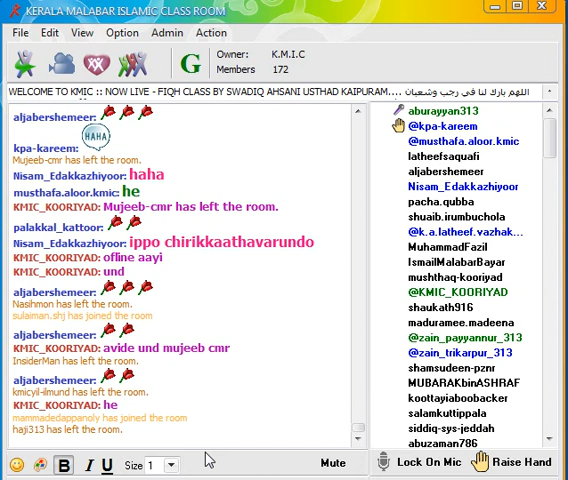 KERALA MALABAR ISLAMIC CLASS ROOM
File Edit View Option Admin Action
G
Owner: K.M.I.C
Members 172
WELCOME TO KMIC :: NOW LIVE - FIQH CLASS BY SWADIQ AHSANI USTHAD KAIPURAM.... اللهم بارك لنا في رجب وشعبان
aljabershemeer:
kpa-kareem: HAHA
Mujeeb-cmr has left the room.
Nisam_Edakkazhiyoor: haha
musthafa.aloor.kmic: he
KMIC_KOORIYAD: Mujeeb-cmr has left the room.
palakkal_kattoor:
Nisam_Edakkazhiyoor: ippo chirikkaathavarundo
KMIC_KOORIYAD: ofline aayi
KMIC_KOORIYAD: und
aljabershemeer:
Nasihmon has left the room.
sulaiman.shj has joined the room
aljabershemeer:
KMIC_KOORIYAD: avide und mujeeb cmr
InsiderMan has left the room.
aljabershemeer:
kmicyil-ilmund has left the room.
KMIC_KOORIYAD: he
mammadedappanoly has joined the room
haji313 has left the room.
aburayyan313
@kpa-kareem
@musthafa.aloor.kmic
latheefsaquafi
aljabershemeer
Nisam_Edakkazhiyoor
pacha.qubba
shuaib.irumbuchola
@k.a.latheef.vazhak...
MuhammadFazil
IsmailMalabarBayar
mushthaq-kooriyad
@KMIC_KOORIYAD
shaukath916
maduramee.madeena
@zain_payyannur_313
@zain_trikarpur_313
shamsudeen-pznr
MUBARAKbinASHRAF
koottayiaboobacker
salamkuttippala
siddiq-sys-jeddah
abuzaman786
B I U Size 1 Mute
Lock On Mic Raise Hand